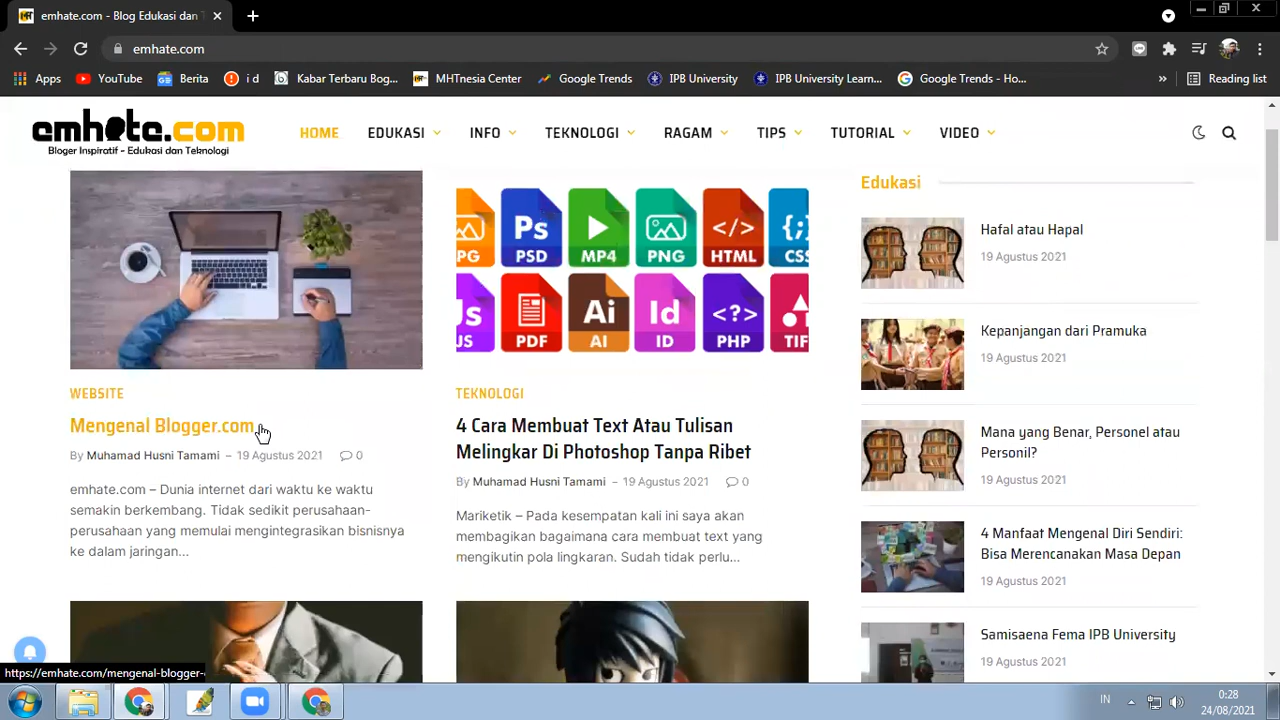 emhate.com - Blog Edukasi dan
emhate.com
Apps
YouTube
Berita
i d
Kabar Terbaru Bog...
MHTnesia Center
Google Trends
IPB University
IPB University Learn...
Google Trends - Ho...
Reading list
emhate.com
Bloger Inspiratif - Edukasi dan Teknologi
HOME
EDUKASI
INFO
TEKNOLOGI
RAGAM
TIPS
TUTORIAL
VIDEO
PG
Ps
PSD
MP4
PNG
</>
HTML
{;}
CSS
Js
JS
PDF
Ai
AI
Id
ID
<?>
PHP
TIF
WEBSITE
Mengenal Blogger.com
By Muhamad Husni Tamami – 19 Agustus 2021 0
emhate.com – Dunia internet dari waktu ke waktu
semakin berkembang. Tidak sedikit perusahaan-
perusahaan yang memulai mengintegrasikan bisnisnya
ke dalam jaringan...
TEKNOLOGI
4 Cara Membuat Text Atau Tulisan
Melingkar Di Photoshop Tanpa Ribet
By Muhamad Husni Tamami – 19 Agustus 2021 0
Mariketik – Pada kesempatan kali ini saya akan
membagikan bagaimana cara membuat text yang
mengikutin pola lingkaran. Sudah tidak perlu...
Edukasi
Hafal atau Hapal
19 Agustus 2021
Kepanjangan dari Pramuka
19 Agustus 2021
Mana yang Benar, Personel atau
Personil?
19 Agustus 2021
4 Manfaat Mengenal Diri Sendiri:
Bisa Merencanakan Masa Depan
19 Agustus 2021
Samisaena Fema IPB University
19 Agustus 2021
https://emhate.com/mengenal-blogger-
IN
0:28
24/08/2021